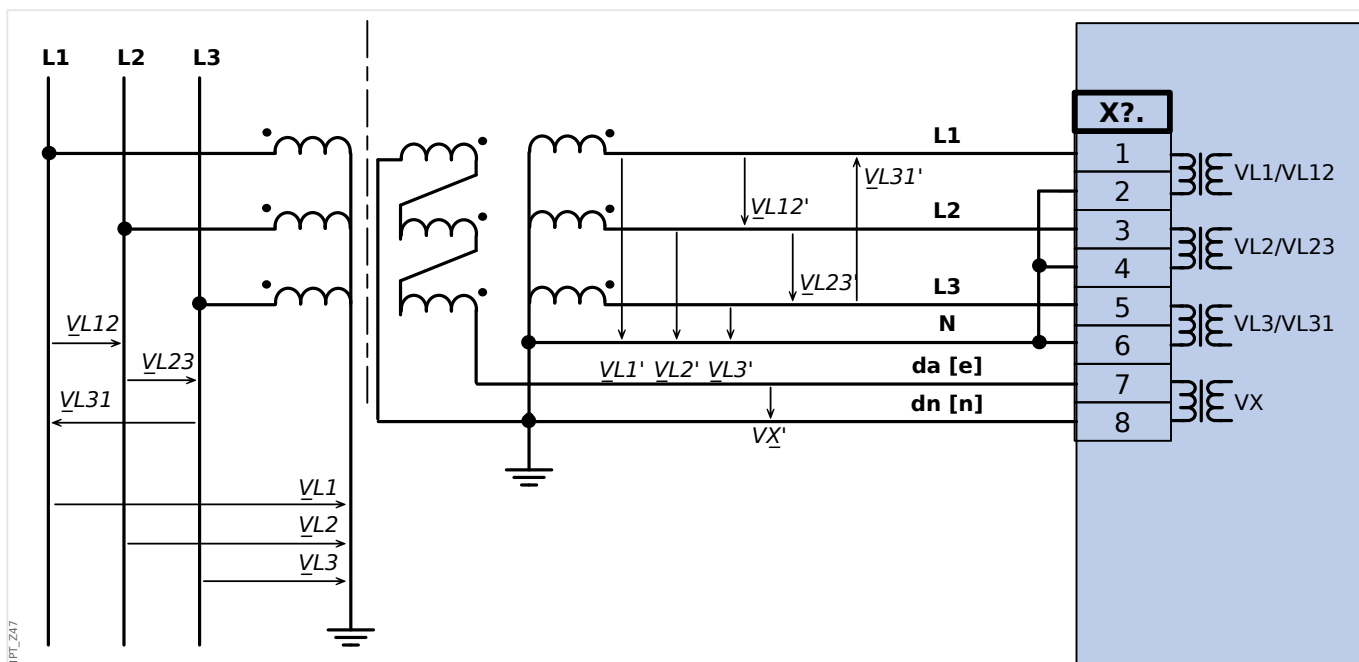 L1 L2 L3
X?.
L1
1
VL31'
VL1/VL12
2
VL12'
L2
3
VL2/VL23
4
VL23'
L3
5
N
VL3/VL31
6
VL12
VL23
VL31
VL1' VL2' VL3'
da [e]
7
dn [n]
VX
8
VX'
VL1
VL2
VL3
IPT_Z47